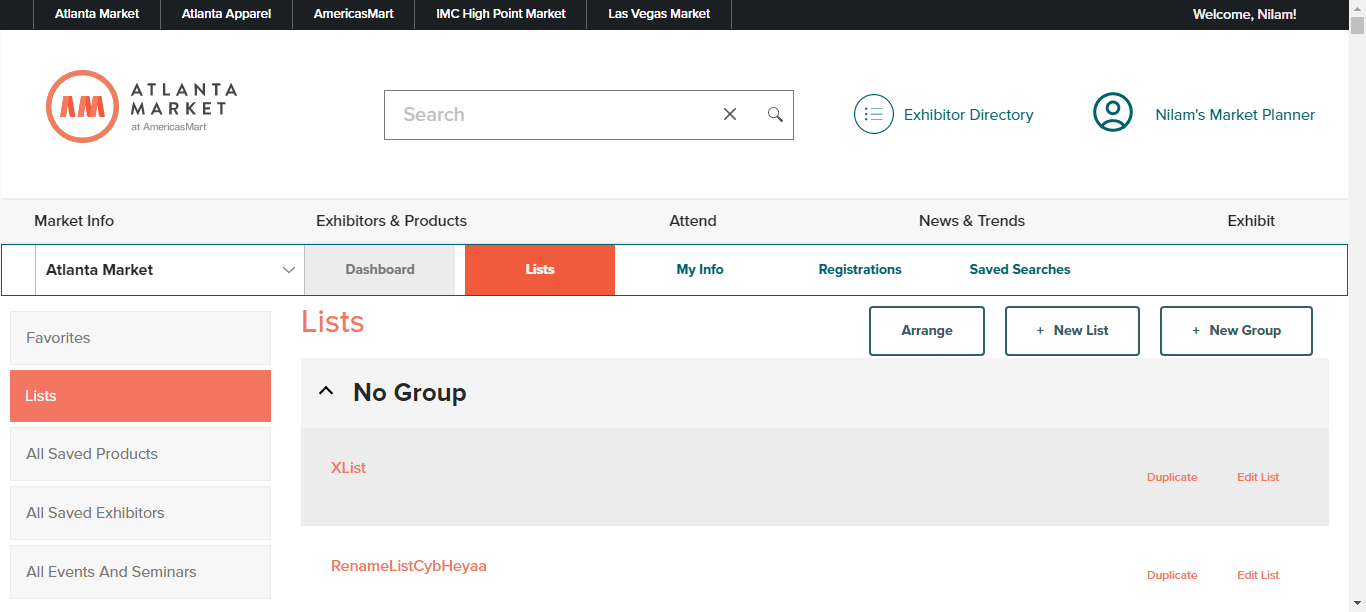 Atlanta Market
Atlanta Apparel
AmericasMart
IMC High Point Market
Las Vegas Market
Welcome, Nilam!
AM
ATLANTA
MARKET
at AmericasMart
Search
Exhibitor Directory
Nilam's Market Planner
Market Info
Exhibitors & Products
Attend
News & Trends
Exhibit
Atlanta Market
Dashboard
Lists
My Info
Registrations
Saved Searches
Favorites
Lists
All Saved Products
All Saved Exhibitors
All Events And Seminars
Lists
Arrange
+ New List
+ New Group
No Group
XList
Duplicate
Edit List
RenameListCybHeyaa
Duplicate
Edit List